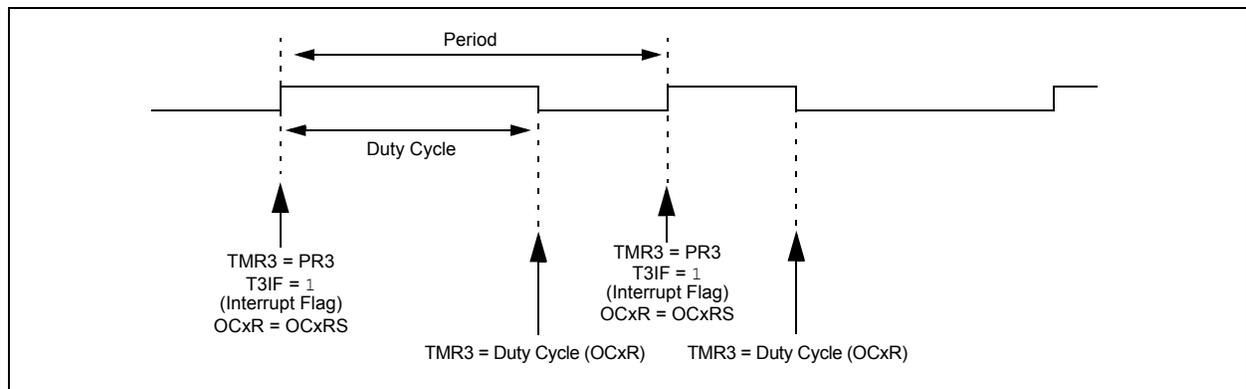 Period
Duty Cycle
TMR3 = PR3
T3IF = 1
(Interrupt Flag)
OCxR = OCxRS
TMR3 = PR3
T3IF = 1
(Interrupt Flag)
OCxR = OCxRS
TMR3 = Duty Cycle (OCxR)
TMR3 = Duty Cycle (OCxR)